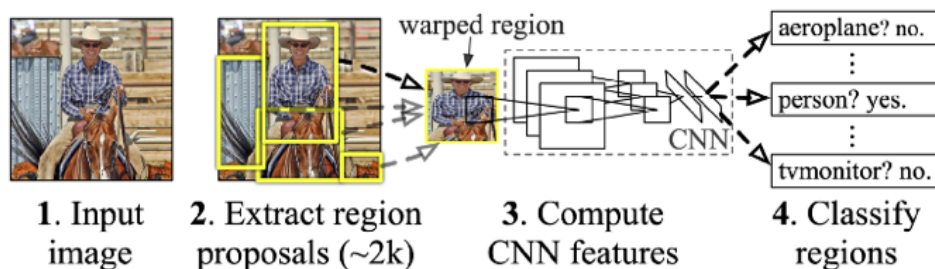 warped region
aeroplane? no.
person? yes.
CNN
tvmonitor? no.
1. Input
image
2. Extract region
proposals (~2k)
3. Compute
CNN features
4. Classify
regions